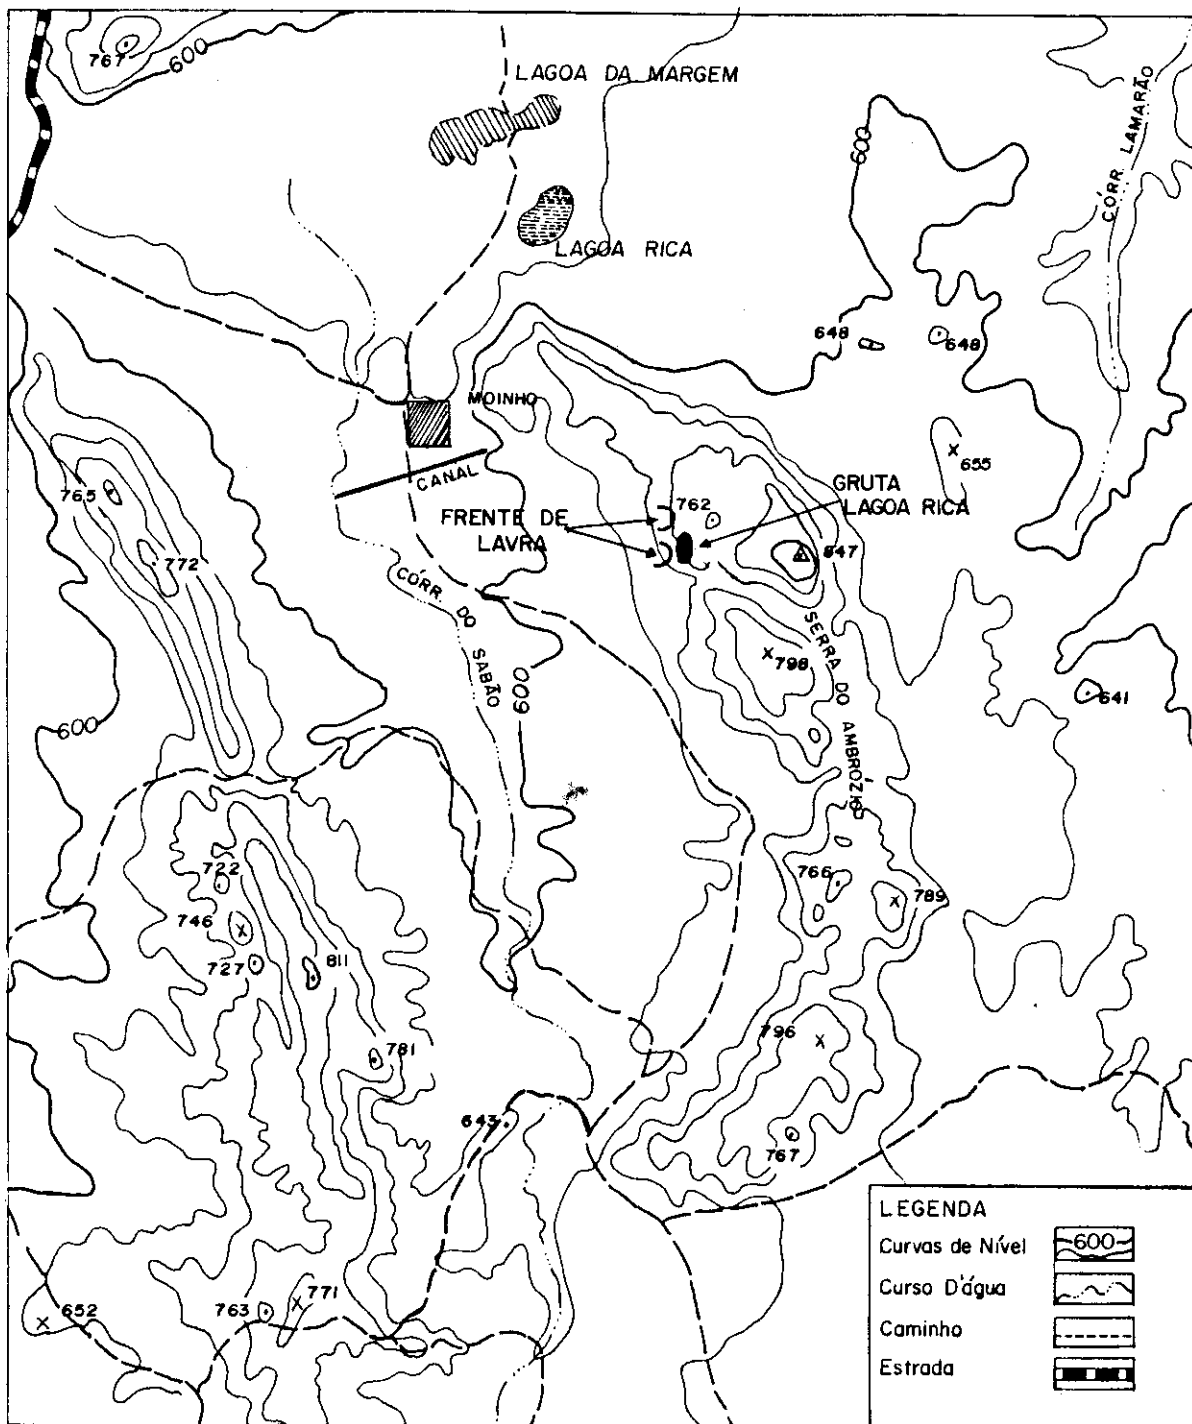 767
600
LAGOA DA MARGEM
CÓRR. LAMARÃO
600
LAGOA RICA
648
648
MOINHO
655
CANAL
765
762
GRUTA
LAGOA RICA
FRENTE DE
LAVRA
772
847
CÓRR. DO SABÃO
SERRA DO AMBRÓZIO
798
641
600
600
722
766
789
746
727
811
796
781
643
767
652
763
771
LEGENDA
Curvas de Nível
600
Curso D'água
Caminho
Estrada